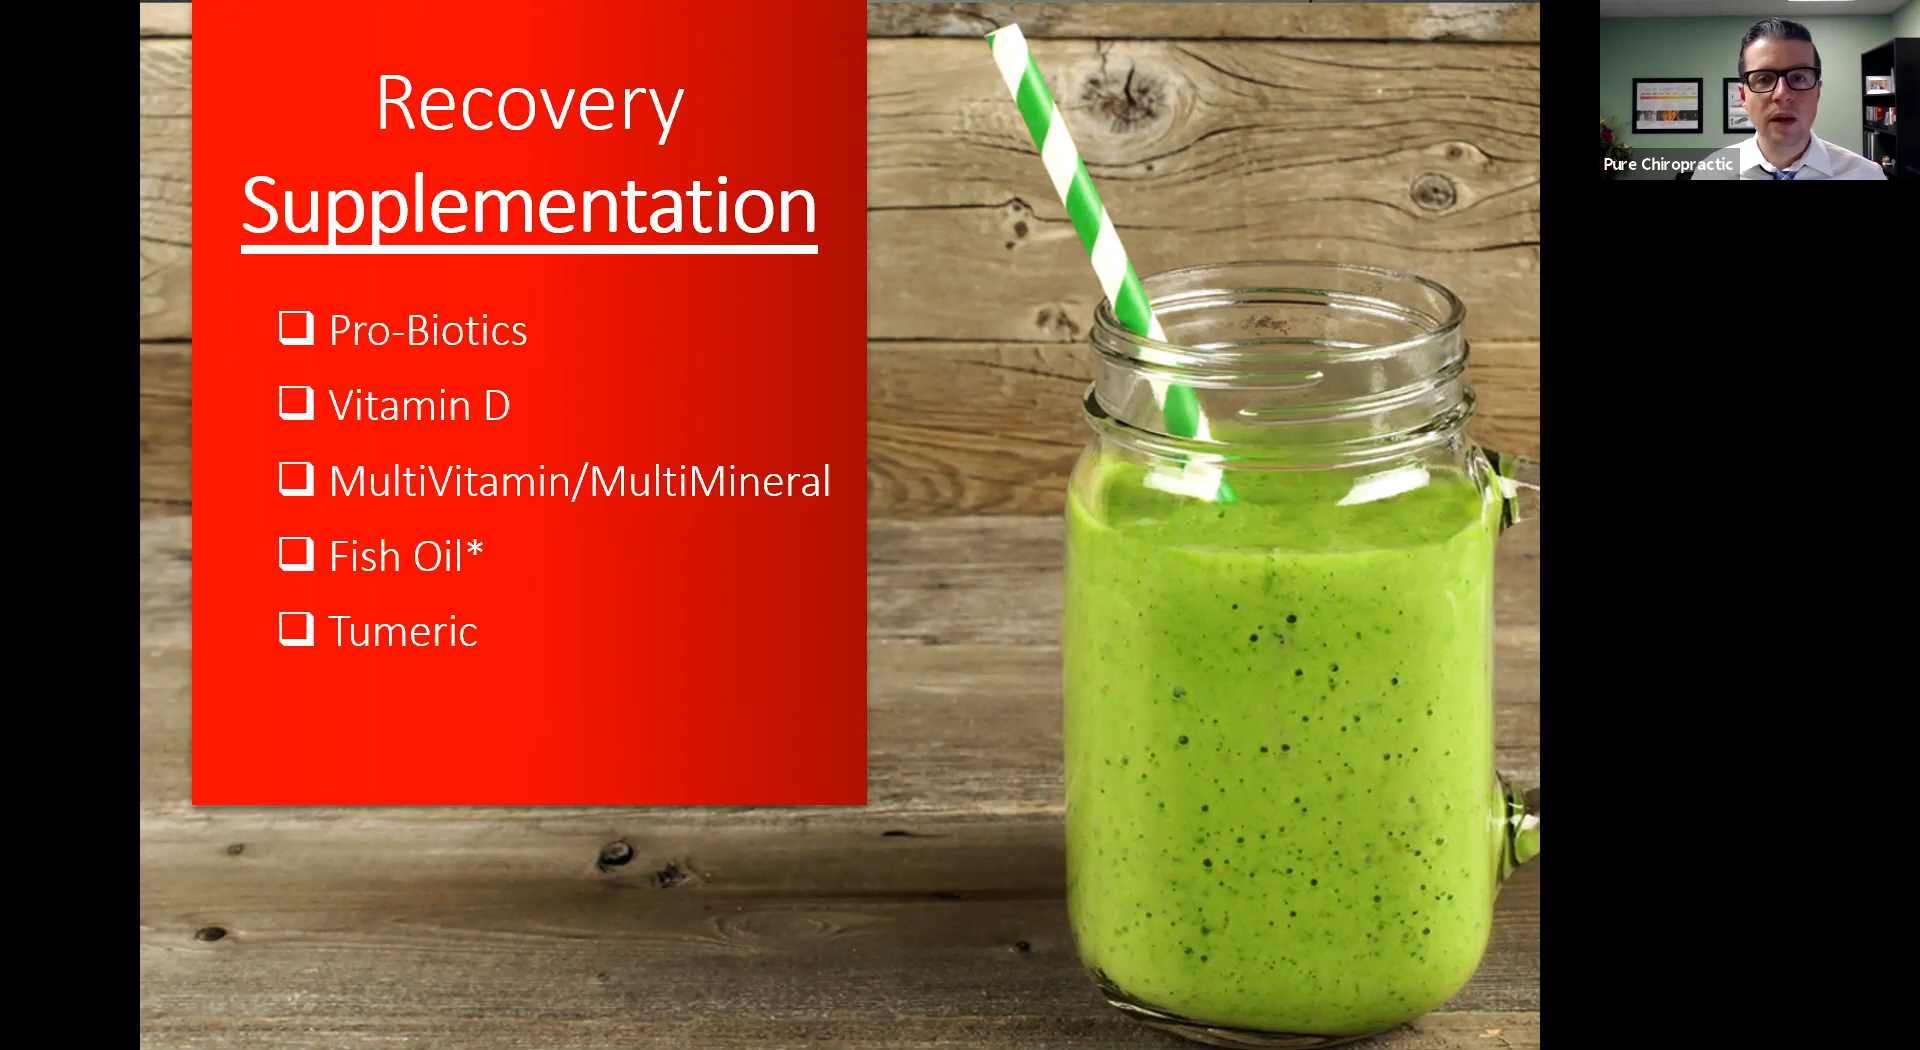 Recovery
Supplementation
Pro-Biotics
Vitamin D
MultiVitamin/MultiMineral
Fish Oil*
Tumeric
Pure Chiropractic